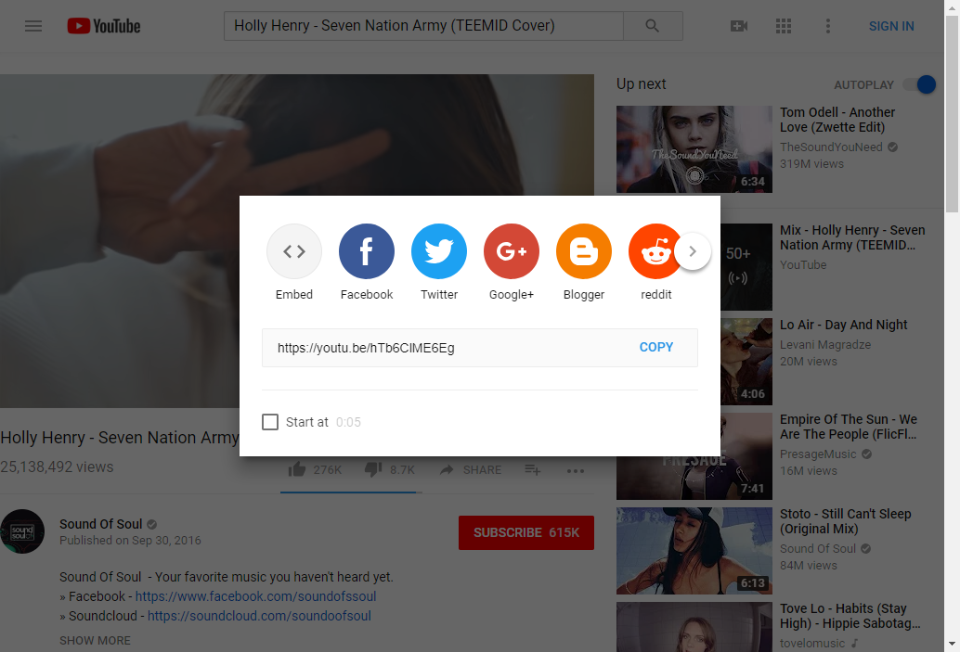 YouTube
Holly Henry - Seven Nation Army (TEEMID Cover)
SIGN IN
Up next
AUTOPLAY
TheSoundYouNeed
6:34
Tom Odell - Another
Love (Zwette Edit)
TheSoundYouNeed
319M views
50+
Mix - Holly Henry - Seven
Nation Army (TEEMID…
YouTube
4:06
Lo Air - Day And Night
Levani Magradze
20M views
PRESAGE
7:41
Empire Of The Sun - We
Are The People (FlicFl…
PresageMusic
16M views
6:13
Stoto - Still Can't Sleep
(Original Mix)
Sound Of Soul
84M views
Tove Lo - Habits (Stay
High) - Hippie Sabotag…
tovelomusic
Embed
Facebook
Twitter
Google+
Blogger
reddit
https://youtu.be/hTb6ClME6Eg
COPY
Start at 0:05
Holly Henry - Seven Nation Army
25,138,492 views
276K
8.7K
SHARE
sound
soul
Sound Of Soul
Published on Sep 30, 2016
SUBSCRIBE 615K
Sound Of Soul - Your favorite music you haven't heard yet.
» Facebook - https://www.facebook.com/soundofssoul
» Soundcloud - https://soundcloud.com/soundoofsoul
SHOW MORE